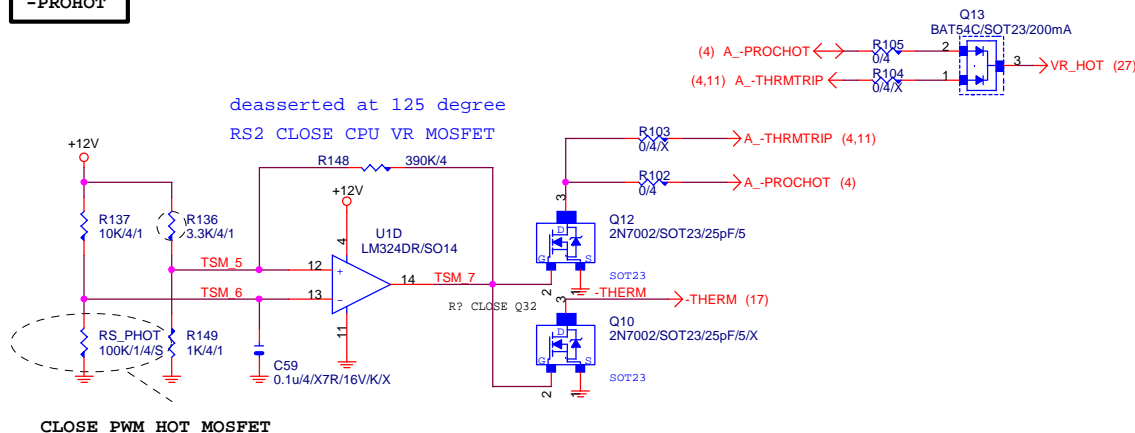 -PROHOT
Q13
BAT54C/SOT23/200mA
(4) A_-PROCHOT
R105
0/4
2
(4,11) A_-THRMTRIP
R104
0/4/X
1
3
VR_HOT (27)
deasserted at 125 degree
RS2 CLOSE CPU VR MOSFET
+12V
R148
390K/4
R103
0/4/X
A_-THRMTRIP (4,11)
R102
0/4
A_-PROCHOT (4)
+12V
R137
10K/4/1
R136
3.3K/4/1
U1D
LM324DR/SO14
4
TSM_5
12
+
TSM_6
13
-
14
TSM_7
11
3
D
G
S
2
1
Q12
2N7002/SOT23/25pF/5
SOT23
R? CLOSE Q32
3
-THERM
-THERM (17)
D
G
S
2
1
Q10
2N7002/SOT23/25pF/5/X
SOT23
RS_PHOT
100K/1/4/S
R149
1K/4/1
C59
0.1u/4/X7R/16V/K/X
CLOSE PWM HOT MOSFET